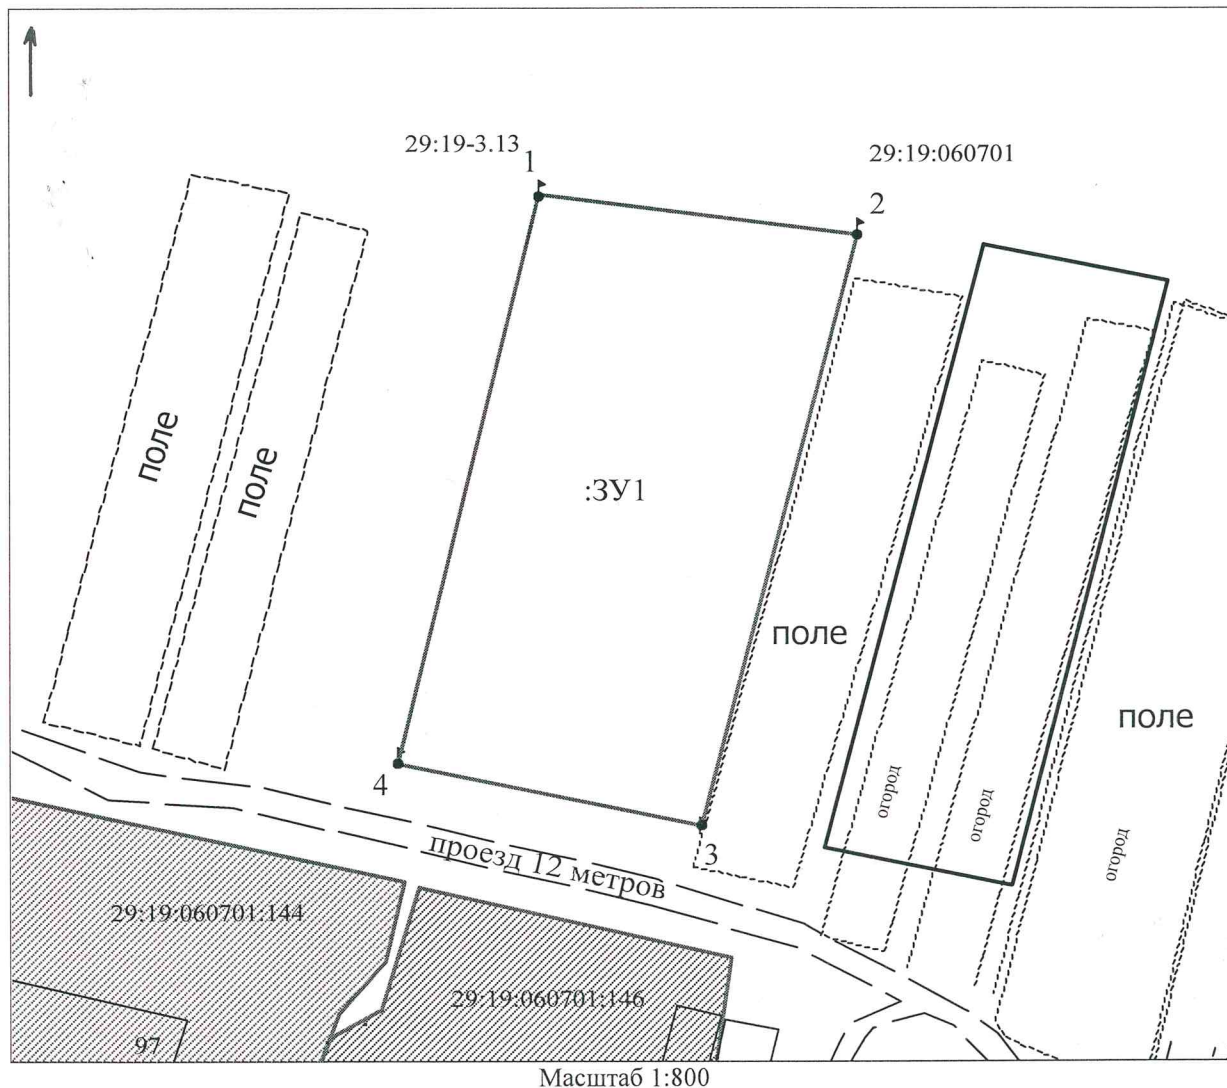 29:19-3.13
1
29:19:060701
2
поле
поле
:ЗУ1
поле
поле
4
огород
огород
огород
3
проезд 12 метров
29:19:060701:144
29:19:060701:146
97
Масштаб 1:800